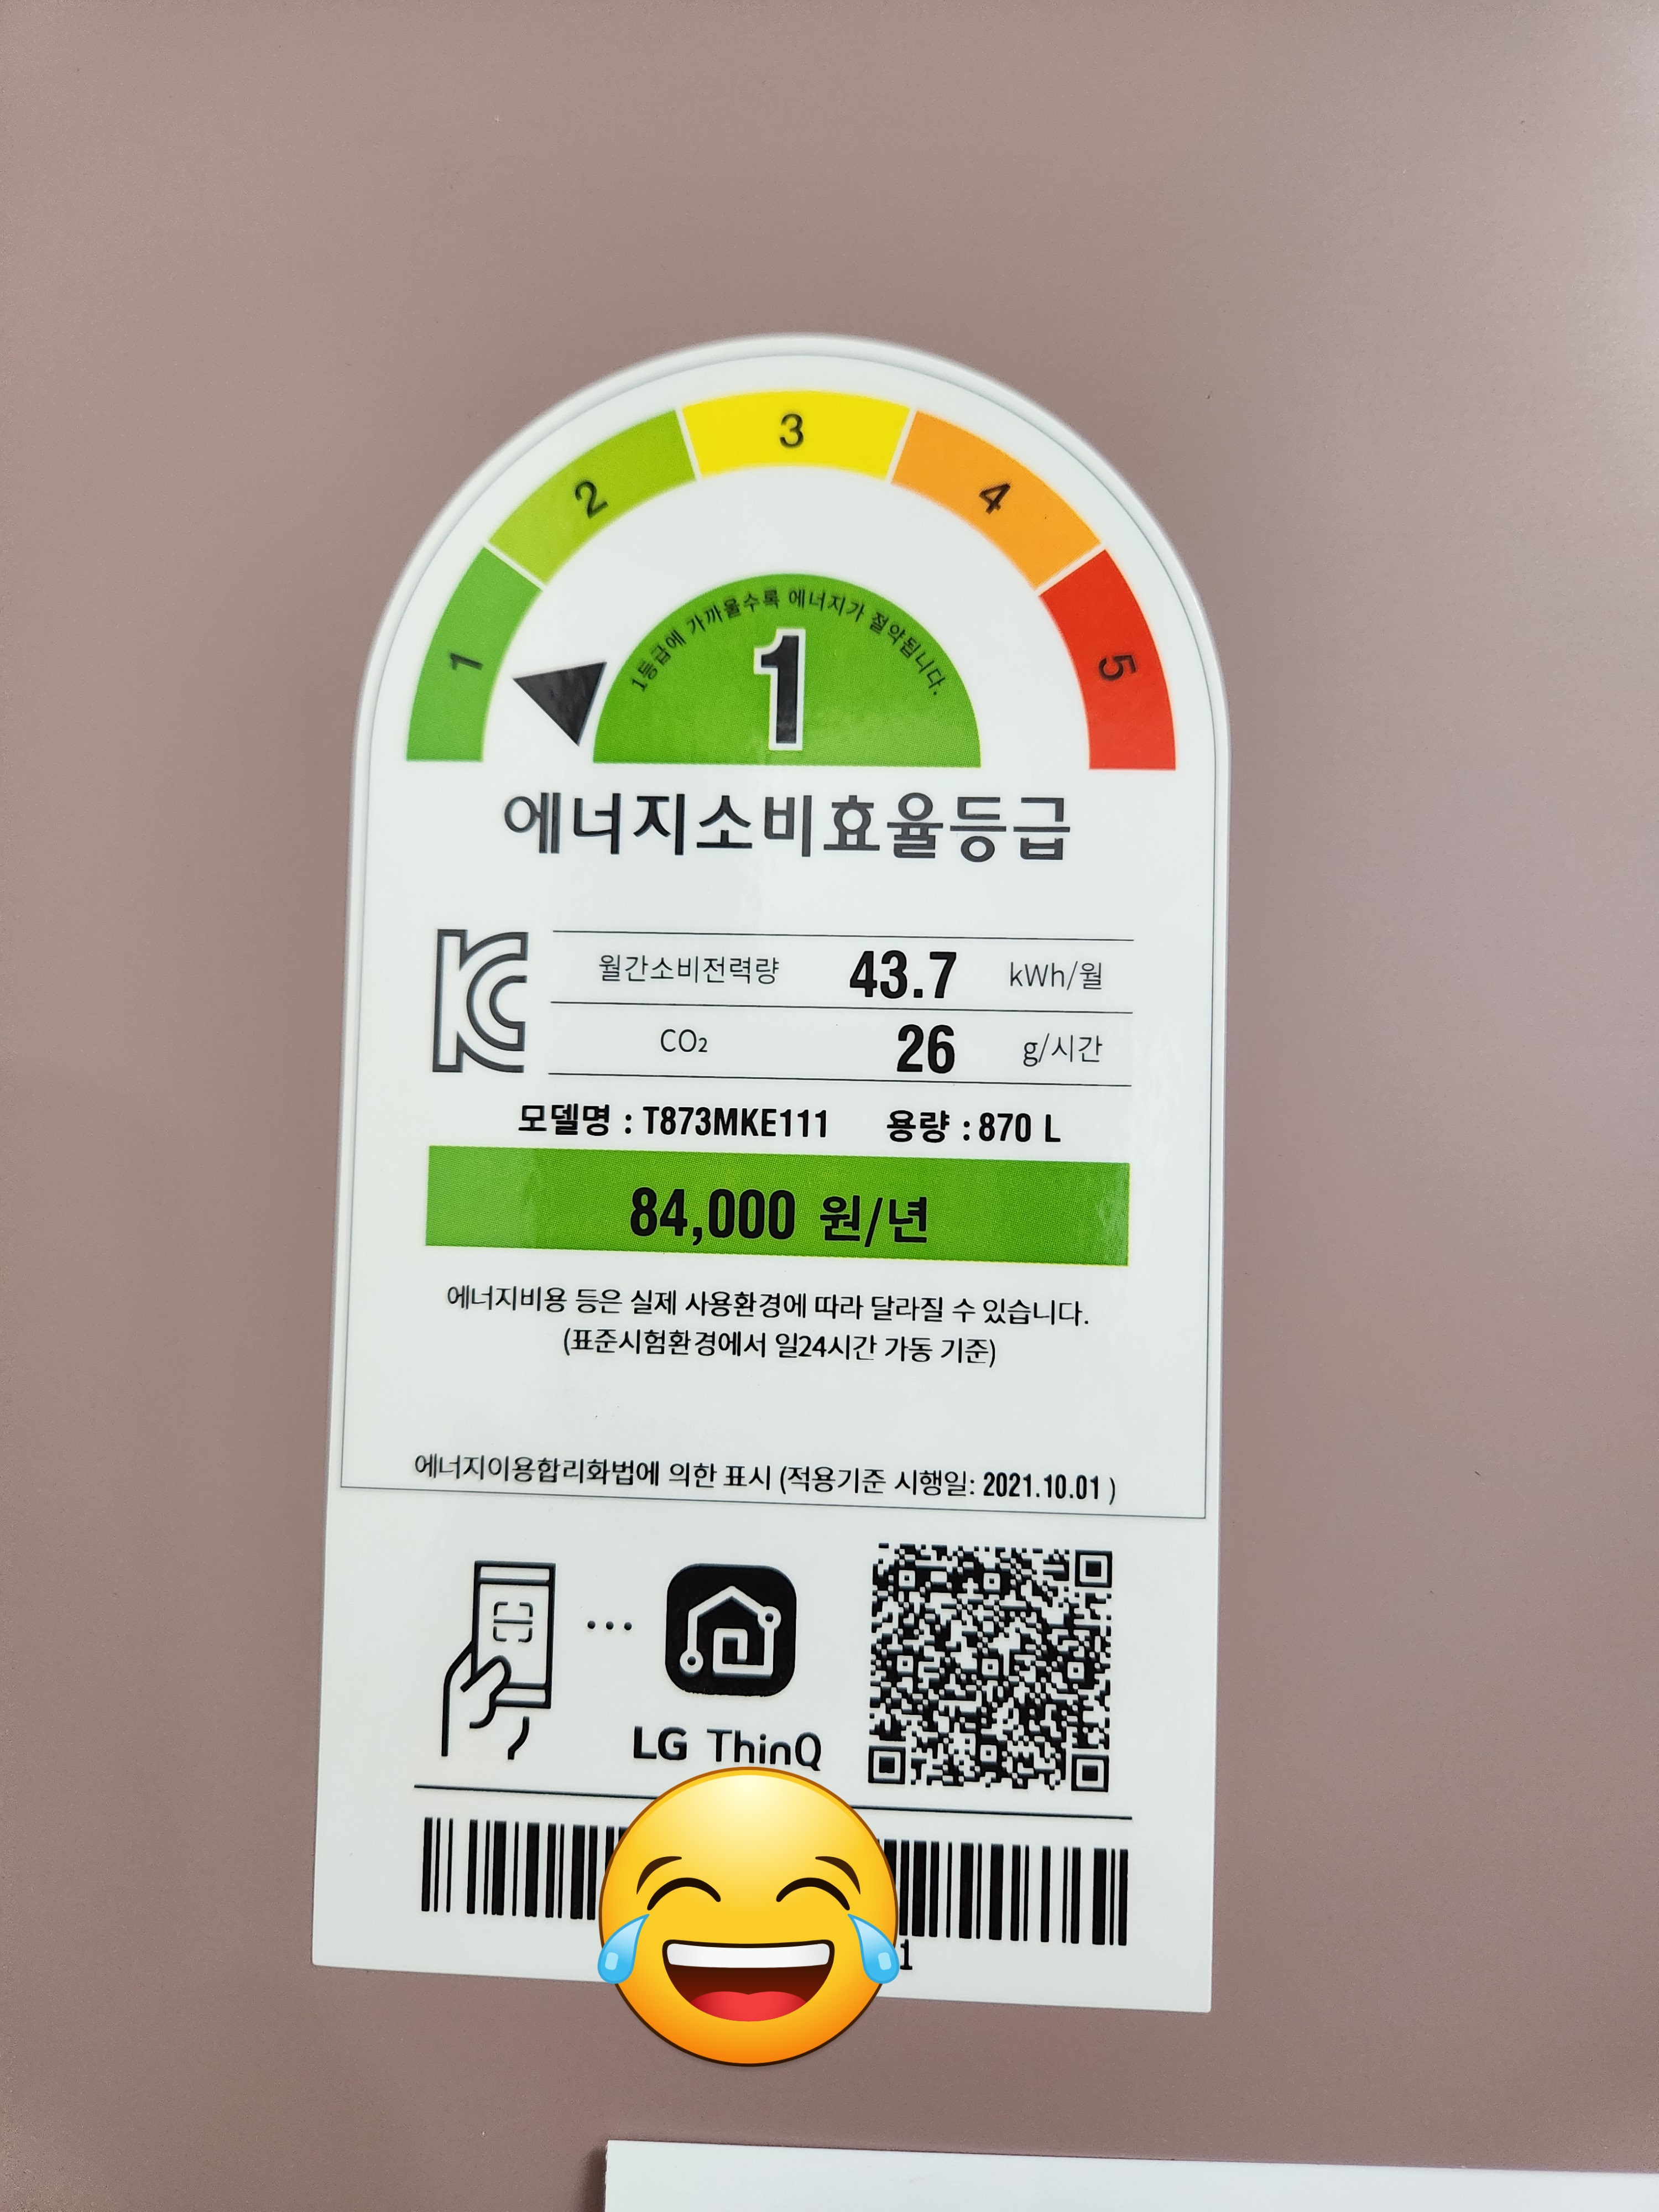 1 2 3 4 5
1등급에 가까울수록 에너지가 절약됩니다.
1
에너지소비효율등급
월간소비전력량 43.7 kWh/월
CO₂ 26 g/시간
모델명 : T873MKE111 용량 : 870 L
84,000 원/년
에너지비용 등은 실제 사용환경에 따라 달라질 수 있습니다.
(표준시험환경에서 일24시간 가동 기준)
에너지이용합리화법에 의한 표시 (적용기준 시행일: 2021.10.01 )
LG ThinQ
1